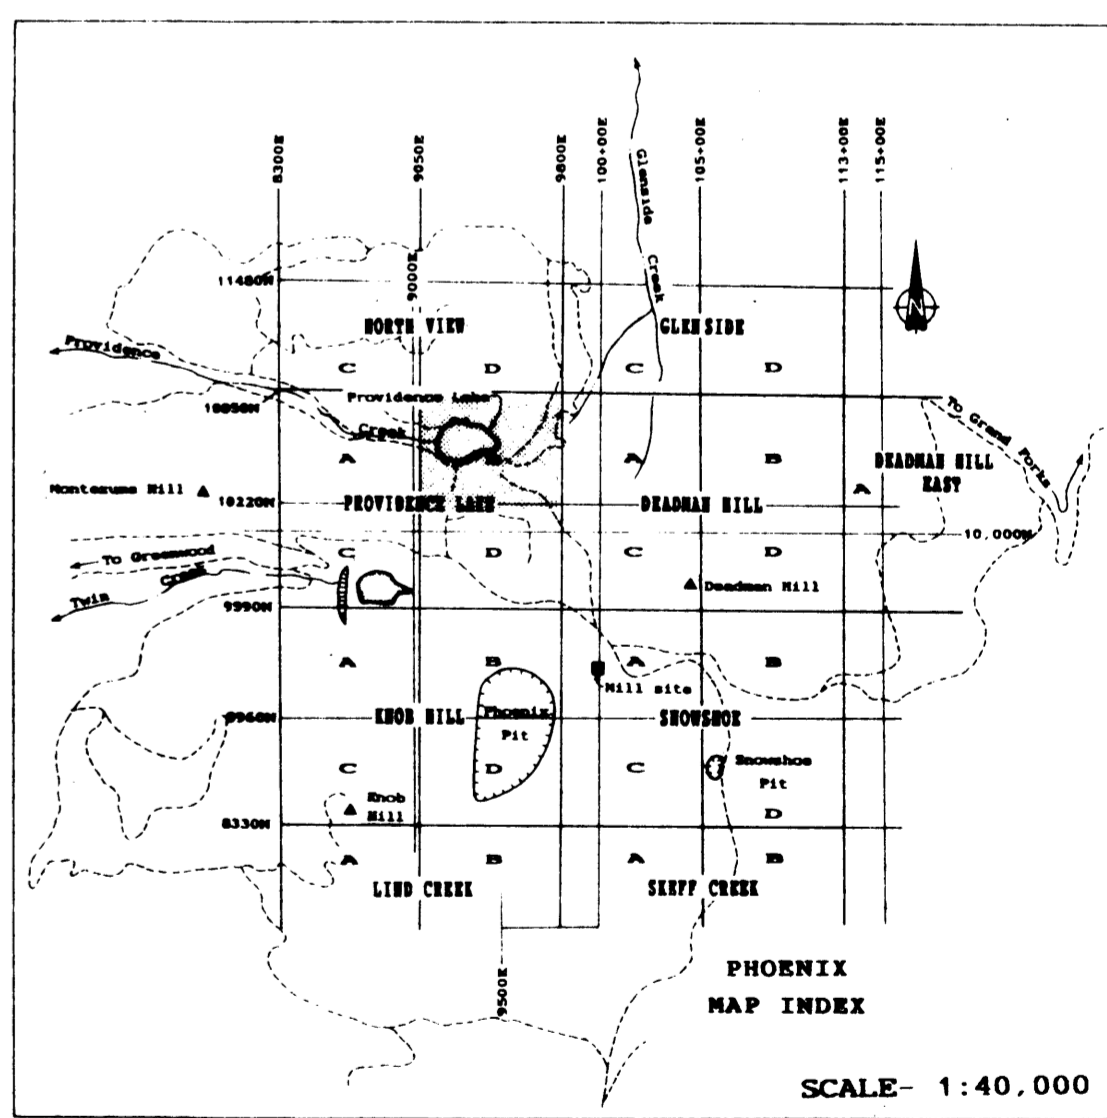 8300E
9050E
9800E
100+00E
105+00E
113+00E
115+00E
9000E
Glenside Creek
11480N
NORTH VIEW
GLENSIDE
N
Providence
C
D
C
D
Providence Lake
To Grand Forks
Creek
A
A
B
DEADMAN HILL
EAST
Montezuma Hill
A
10220N
PROVIDENCE LAKE
DEADMAN HILL
10,000N
C
D
C
D
To Greenwood
Creek
Twin
Deadman Hill
9990N
A
B
A
B
Mill site
KNOB HILL
Phoenix
Pit
SNOWSHOE
C
D
C
Snowshoe
Pit
Knob
Hill
D
8330N
A
B
A
B
LIND CREEK
SKEFF CREEK
9500E
PHOENIX
MAP INDEX
SCALE- 1:40,000